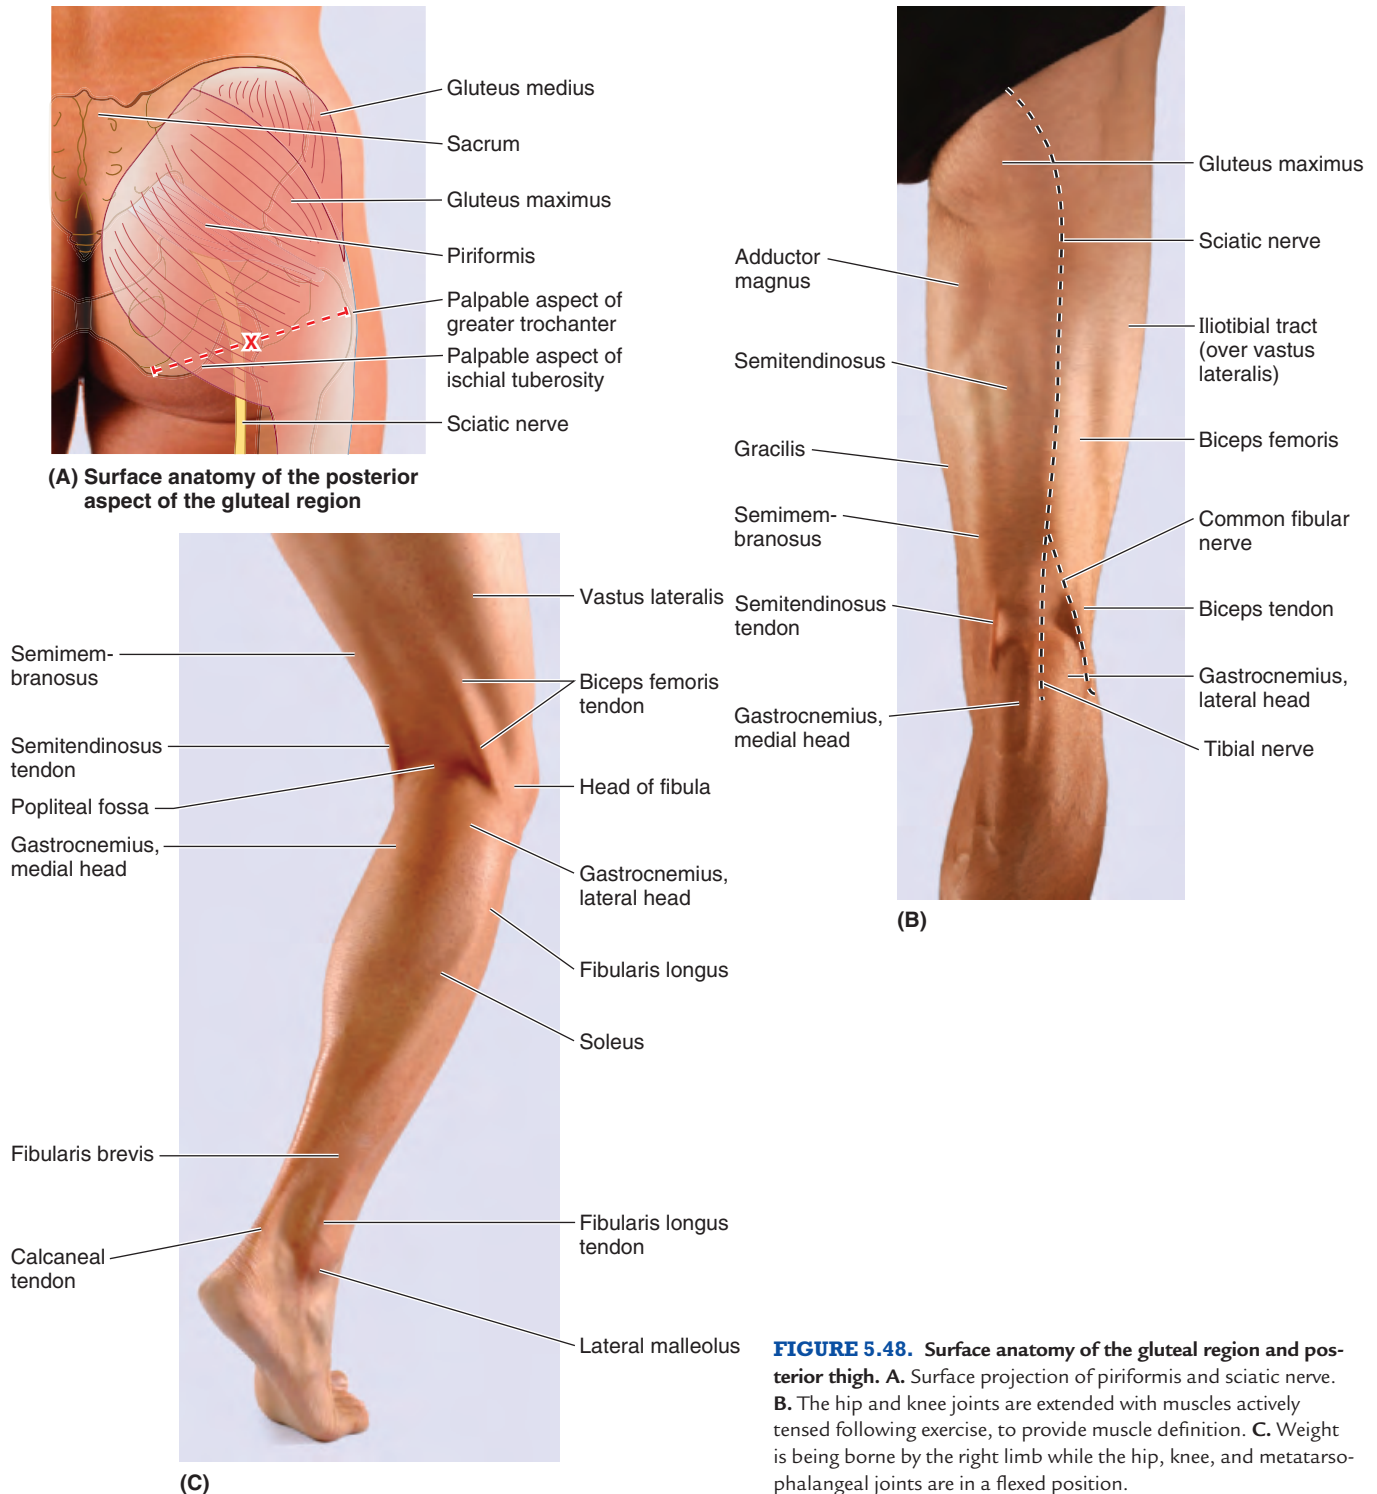 Gluteus medius
Sacrum
Gluteus maximus
Piriformis
Palpable aspect of
greater trochanter
Palpable aspect of
ischial tuberosity
Sciatic nerve
X
(A) Surface anatomy of the posterior
aspect of the gluteal region
Adductor
magnus
Semitendinosus
Gracilis
Semimem-
branosus
Semitendinosus
tendon
Gastrocnemius,
medial head
Gluteus maximus
Sciatic nerve
Iliotibial tract
(over vastus
lateralis)
Biceps femoris
Common fibular
nerve
Biceps tendon
Gastrocnemius,
lateral head
Tibial nerve
(B)
Semimem-
branosus
Semitendinosus
tendon
Popliteal fossa
Gastrocnemius,
medial head
Fibularis brevis
Calcaneal
tendon
Vastus lateralis
Biceps femoris
tendon
Head of fibula
Gastrocnemius,
lateral head
Fibularis longus
Soleus
Fibularis longus
tendon
Lateral malleolus
(C)
FIGURE 5.48. Surface anatomy of the gluteal region and pos-
terior thigh. A. Surface projection of piriformis and sciatic nerve.
B. The hip and knee joints are extended with muscles actively
tensed following exercise, to provide muscle definition. C. Weight
is being borne by the right limb while the hip, knee, and metatarso-
phalangeal joints are in a flexed position.